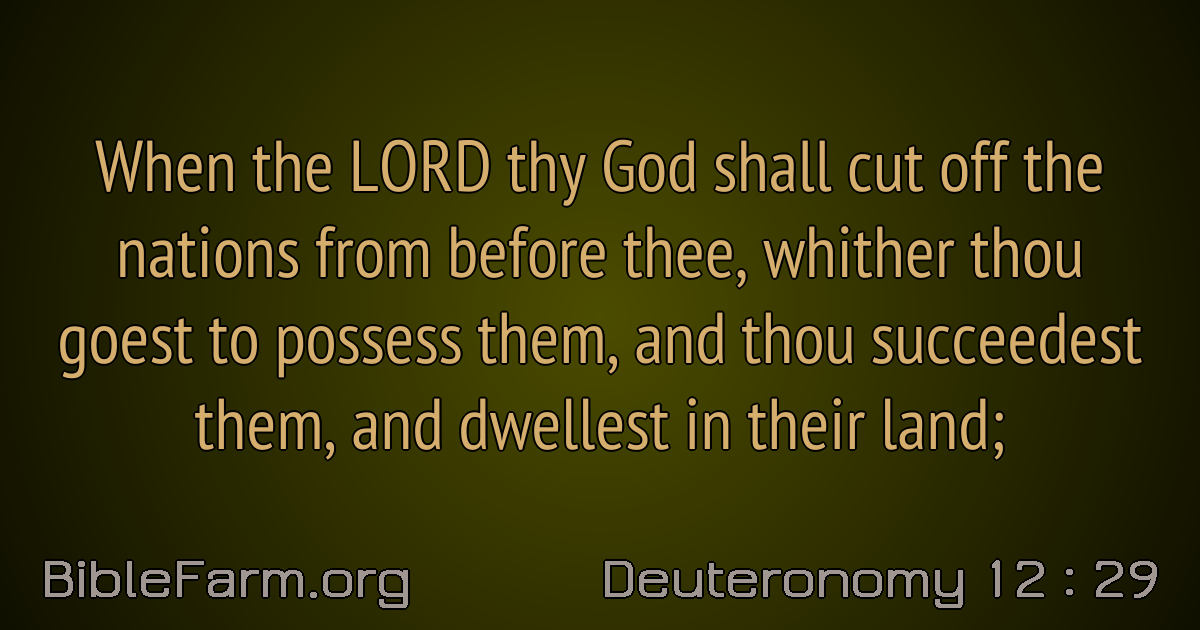 When the LORD thy God shall cut off the
nations from before thee, whither thou
goest to possess them, and thou succeedest
them, and dwellest in their land;
BibleFarm.org
Deuteronomy 12 : 29